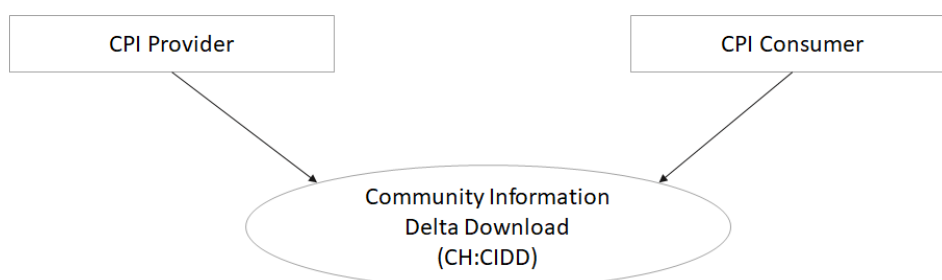 CPI Provider
CPI Consumer
Community Information
Delta Download
(CH:CIDD)